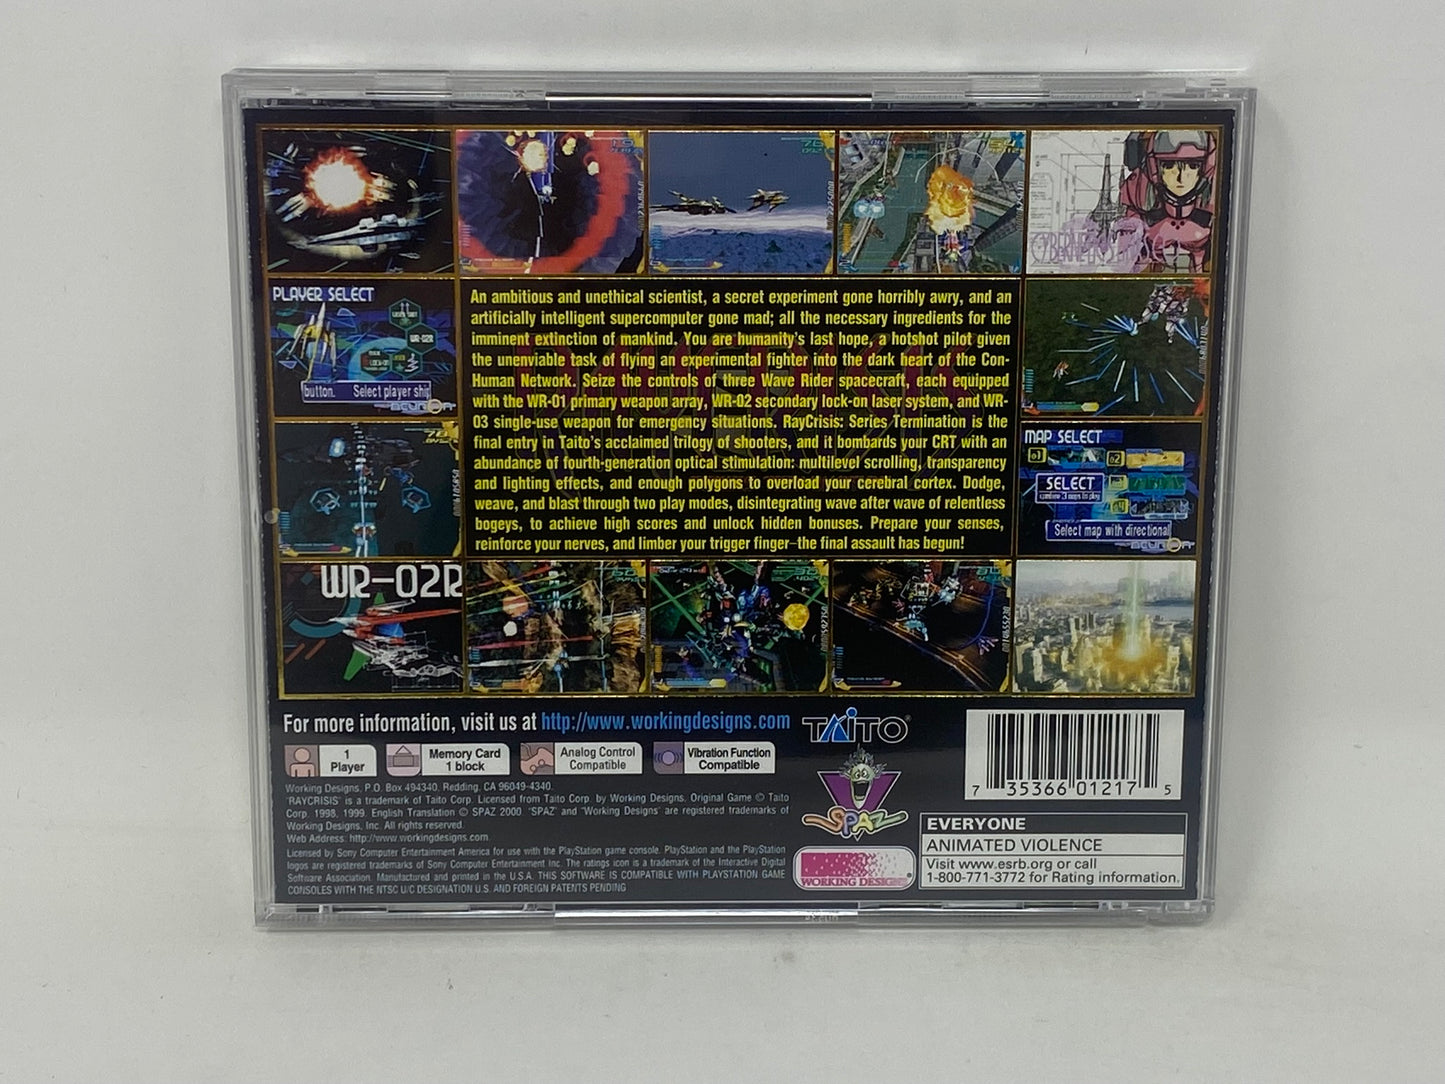 CYBERNETICS
PLAYER SELECT
WR-02R
button. Select player ship
An ambitious and unethical scientist, a secret experiment gone horribly awry, and an
artificially intelligent supercomputer gone mad; all the necessary ingredients for the
imminent extinction of mankind. You are humanity's last hope, a hotshot pilot given
the unenviable task of flying an experimental fighter into the dark heart of the Con-
Human Network. Seize the controls of three Wave Rider spacecraft, each equipped
with the WR-01 primary weapon array, WR-02 secondary lock-on laser system, and WR-
03 single-use weapon for emergency situations. RayCrisis: Series Termination is the
final entry in Taito's acclaimed trilogy of shooters, and it bombards your CRT with an
abundance of fourth-generation optical stimulation: multilevel scrolling, transparency
and lighting effects, and enough polygons to overload your cerebral cortex. Dodge,
weave, and blast through two play modes, disintegrating wave after wave of relentless
bogeys, to achieve high scores and unlock hidden bonuses. Prepare your senses,
reinforce your nerves, and limber your trigger finger–the final assault has begun!
MAP SELECT
SELECT
Select map with directional
WR-02R
For more information, visit us at http://www.workingdesigns.com
TAITO®
1
Player
Memory Card
1 block
Analog Control
Compatible
Vibration Function
Compatible
Working Designs, P.O. Box 494340, Redding, CA 96049-4340.
"RAYCRISIS" is a trademark of Taito Corp. Licensed from Taito Corp. by Working Designs. Original Game © Taito
Corp. 1998, 1999. English Translation © SPAZ 2000. "SPAZ" and "Working Designs" are registered trademarks of
Working Designs, Inc. All rights reserved.
Web Address: http://www.workingdesigns.com.
Licensed by Sony Computer Entertainment America for use with the PlayStation game console. PlayStation and the PlayStation
logos are registered trademarks of Sony Computer Entertainment Inc. The ratings icon is a trademark of the Interactive Digital
Software Association. Manufactured and printed in the U.S.A. THIS SOFTWARE IS COMPATIBLE WITH PLAYSTATION GAME
CONSOLES WITH THE NTSC U/C DESIGNATION U.S. AND FOREIGN PATENTS PENDING
SPAZ
WORKING DESIGNS
7 35366 01217 5
EVERYONE
ANIMATED VIOLENCE
Visit www.esrb.org or call
1-800-771-3772 for Rating information.